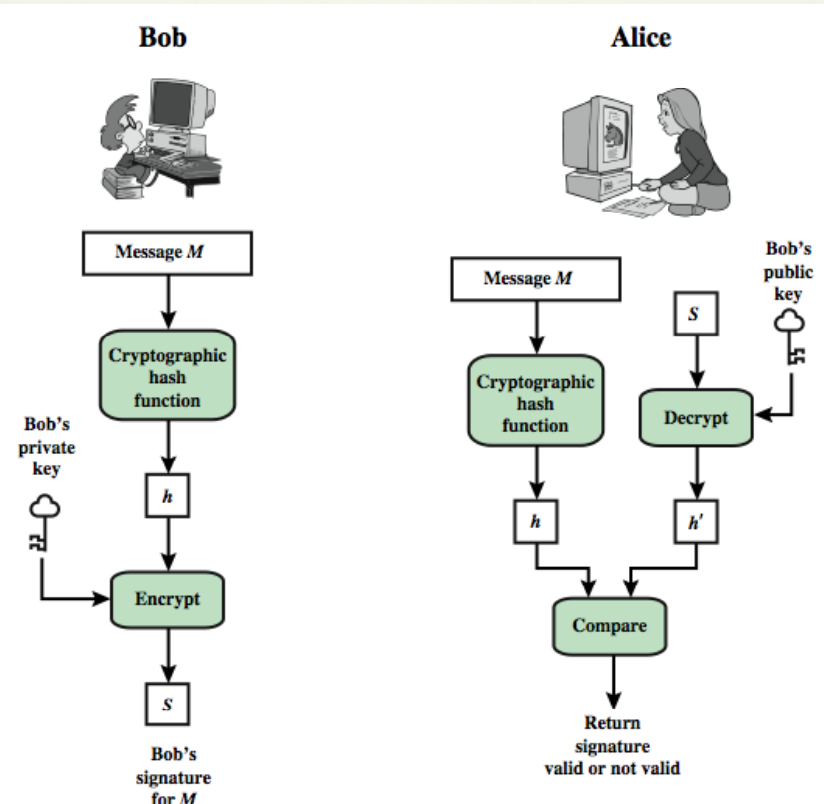 Bob
Message M
Cryptographic
hash
function
Bob's
private
key
h
Encrypt
S
Bob's
signature
for M
Alice
Message M
Cryptographic
hash
function
h
Bob's
public
key
S
Decrypt
h'
Compare
Return
signature
valid or not valid